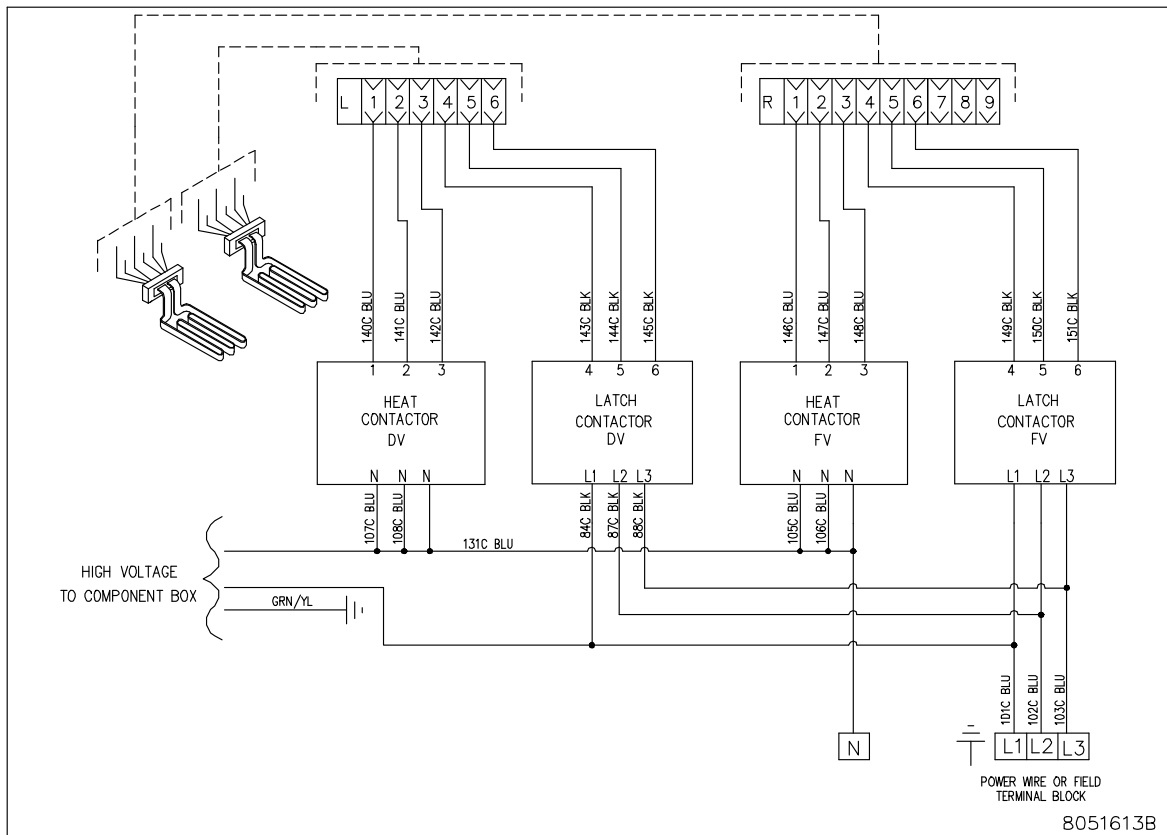 L 1 2 3 4 5 6
R 1 2 3 4 5 6 7 8 9
140C BLU
141C BLU
142C BLU
143C BLK
144C BLK
145C BLK
146C BLU
147C BLU
148C BLU
149C BLK
150C BLK
151C BLK
1 2 3
HEAT
CONTACTOR
DV
N N N
4 5 6
LATCH
CONTACTOR
DV
L1 L2 L3
1 2 3
HEAT
CONTACTOR
FV
N N N
4 5 6
LATCH
CONTACTOR
FV
L1 L2 L3
107C BLU
108C BLU
84C BLK
87C BLK
88C BLK
105C BLU
106C BLU
131C BLU
HIGH VOLTAGE
TO COMPONENT BOX
GRN/YL
101C BLU
102C BLU
103C BLU
N
L1 L2 L3
POWER WIRE OR FIELD
TERMINAL BLOCK
8051613B